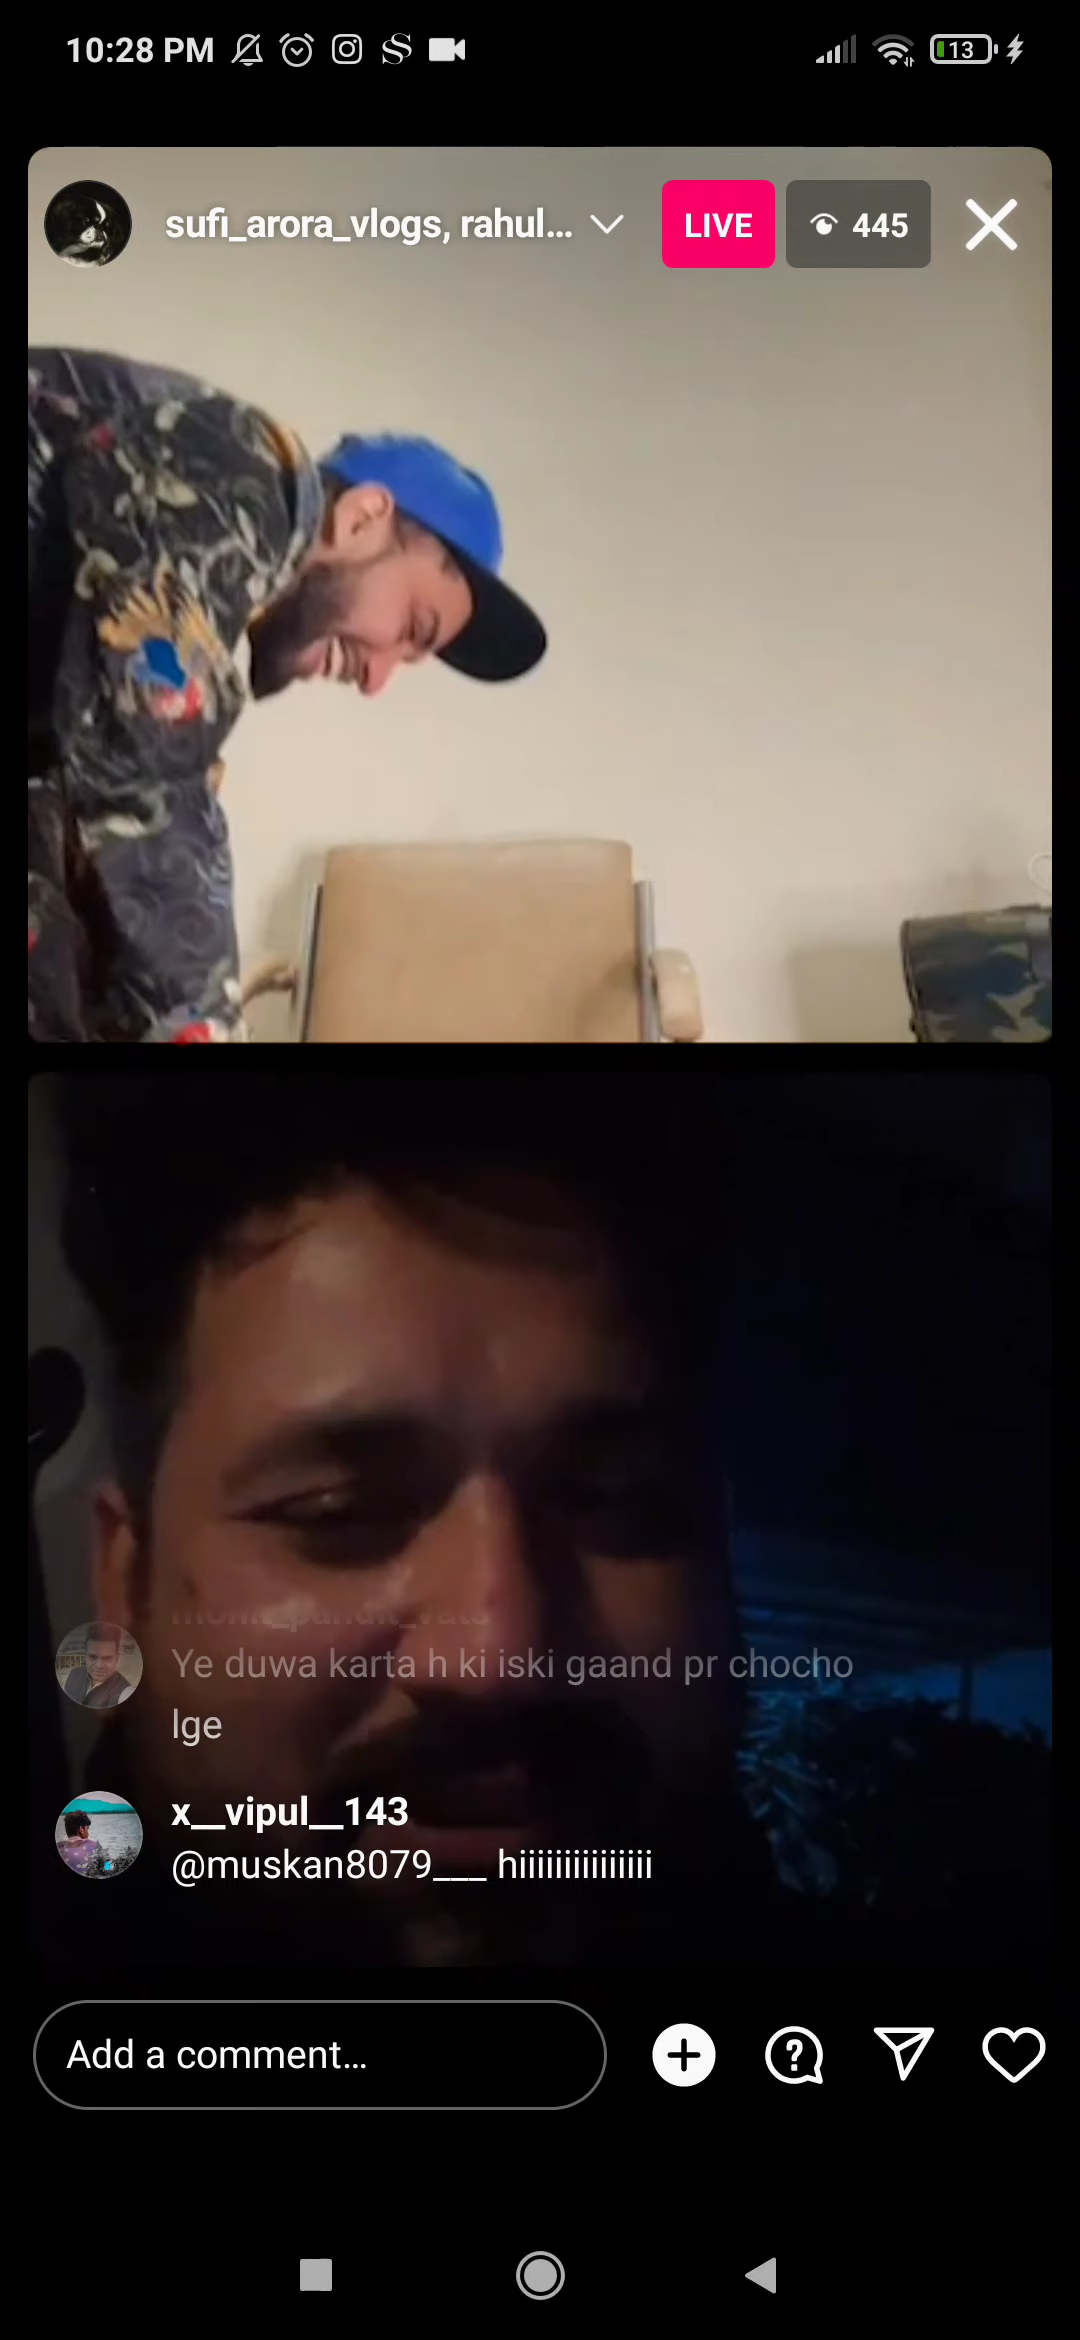 10:28 PM
13
sufi_arora_vlogs, rahul...
LIVE
445
Ye duwa karta h ki iski gaand pr chocho
lge
x__vipul__143
@muskan8079___ hiiiiiiiiiiiiiii
Add a comment...